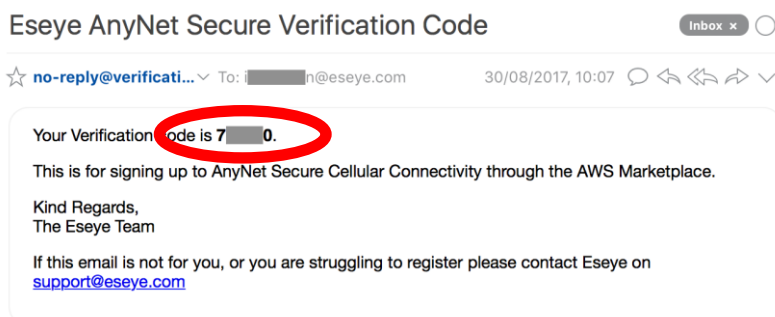 Eseye AnyNet Secure Verification Code
Inbox ×
no-reply@verificati... To: i n@eseye.com 30/08/2017, 10:07
Your Verification Code is 7 0.
This is for signing up to AnyNet Secure Cellular Connectivity through the AWS Marketplace.
Kind Regards,
The Eseye Team
If this email is not for you, or you are struggling to register please contact Eseye on
support@eseye.com